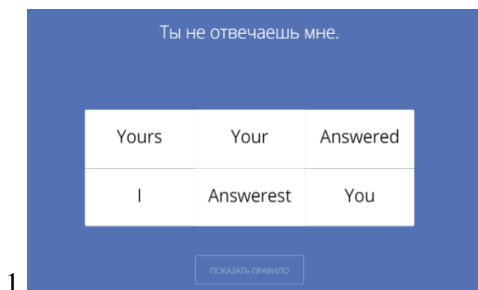 Ты не отвечаешь мне.
Yours Your Answered
I Answerest You
ПОКАЗАТЬ ПРАВИЛО
1